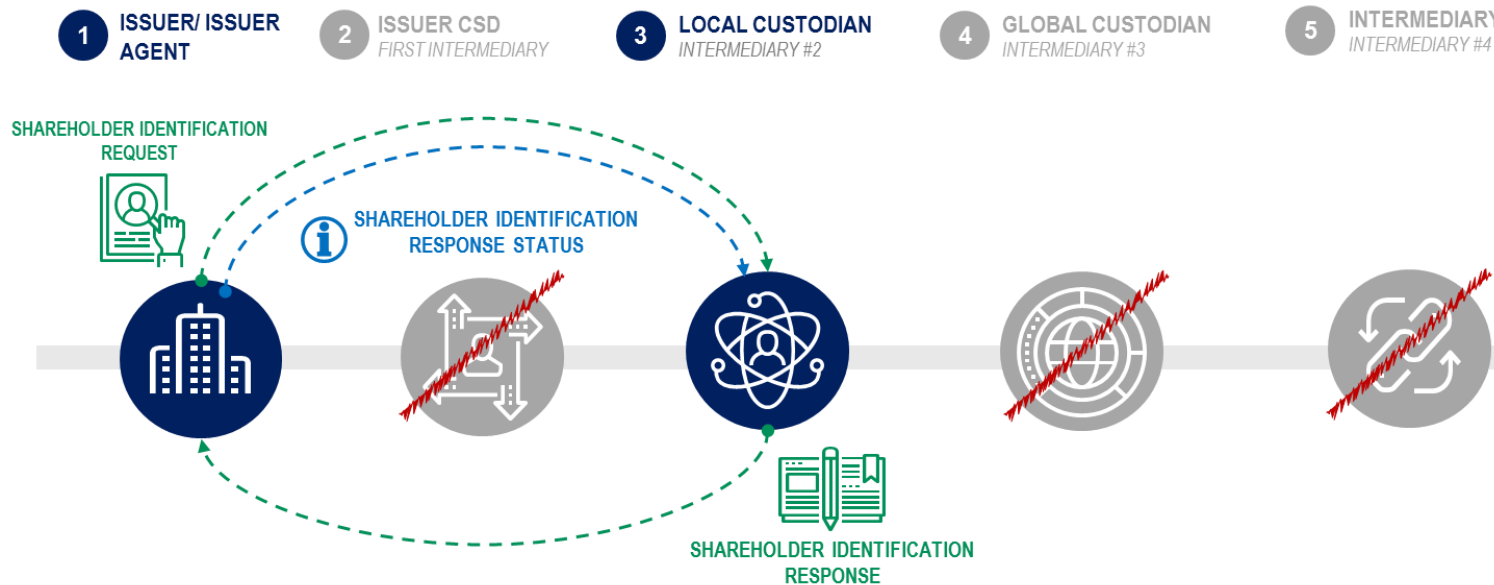 1
ISSUER/ ISSUER
AGENT
2
ISSUER CSD
FIRST INTERMEDIARY
3
LOCAL CUSTODIAN
INTERMEDIARY #2
4
GLOBAL CUSTODIAN
INTERMEDIARY #3
5
INTERMEDIARY
INTERMEDIARY #4
SHAREHOLDER IDENTIFICATION
REQUEST
SHAREHOLDER IDENTIFICATION
RESPONSE STATUS
SHAREHOLDER IDENTIFICATION
RESPONSE